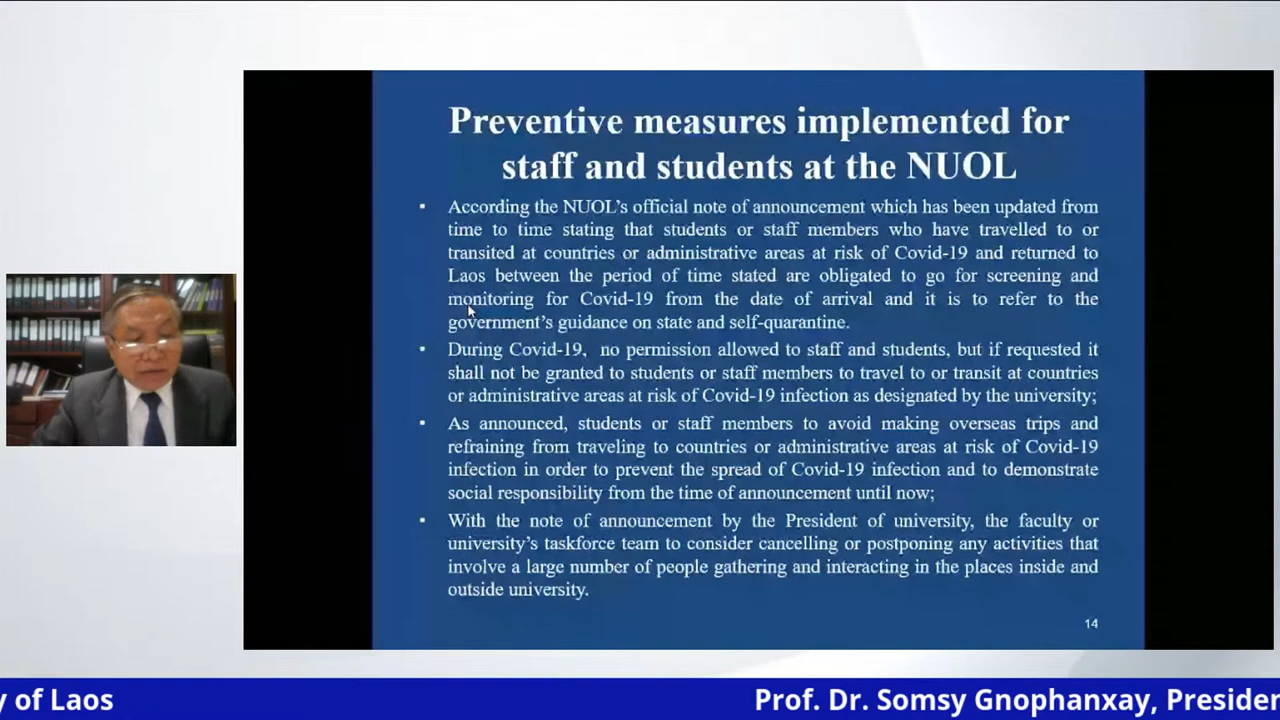 Preventive measures implemented for
staff and students at the NUOL
• According the NUOL's official note of announcement which has been updated from
time to time stating that students or staff members who have travelled to or
transited at countries or administrative areas at risk of Covid-19 and returned to
Laos between the period of time stated are obligated to go for screening and
monitoring for Covid-19 from the date of arrival and it is to refer to the
government's guidance on state and self-quarantine.
• During Covid-19, no permission allowed to staff and students, but if requested it
shall not be granted to students or staff members to travel to or transit at countries
or administrative areas at risk of Covid-19 infection as designated by the university;
• As announced, students or staff members to avoid making overseas trips and
refraining from traveling to countries or administrative areas at risk of Covid-19
infection in order to prevent the spread of Covid-19 infection and to demonstrate
social responsibility from the time of announcement until now;
• With the note of announcement by the President of university, the faculty or
university's taskforce team to consider cancelling or postponing any activities that
involve a large number of people gathering and interacting in the places inside and
outside university.
14
y of Laos
Prof. Dr. Somsy Gnophanxay, Presiden